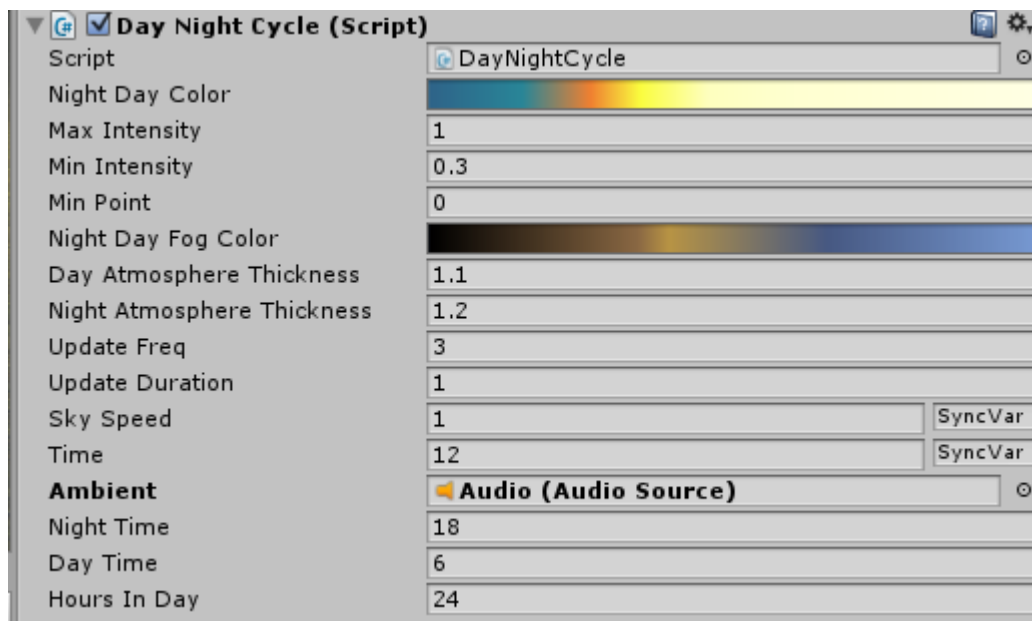 Day Night Cycle (Script)
Script DayNightCycle
Night Day Color
Max Intensity 1
Min Intensity 0.3
Min Point 0
Night Day Fog Color
Day Atmosphere Thickness 1.1
Night Atmosphere Thickness 1.2
Update Freq 3
Update Duration 1
Sky Speed 1 SyncVar
Time 12 SyncVar
Ambient Audio (Audio Source)
Night Time 18
Day Time 6
Hours In Day 24